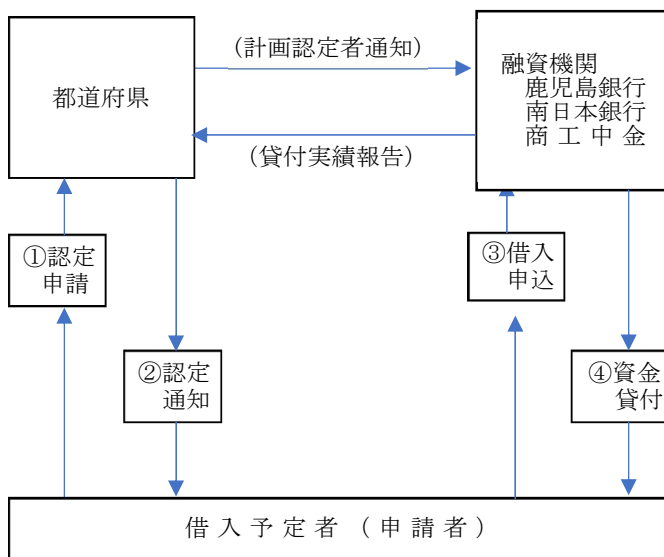 (計画認定者通知)
都道府県
融資機関
鹿児島銀行
南日本銀行
商工中金
(貸付実績報告)
①認定
申請
③借入
申込
②認定
通知
④資金
貸付
借入予定者(申請者)